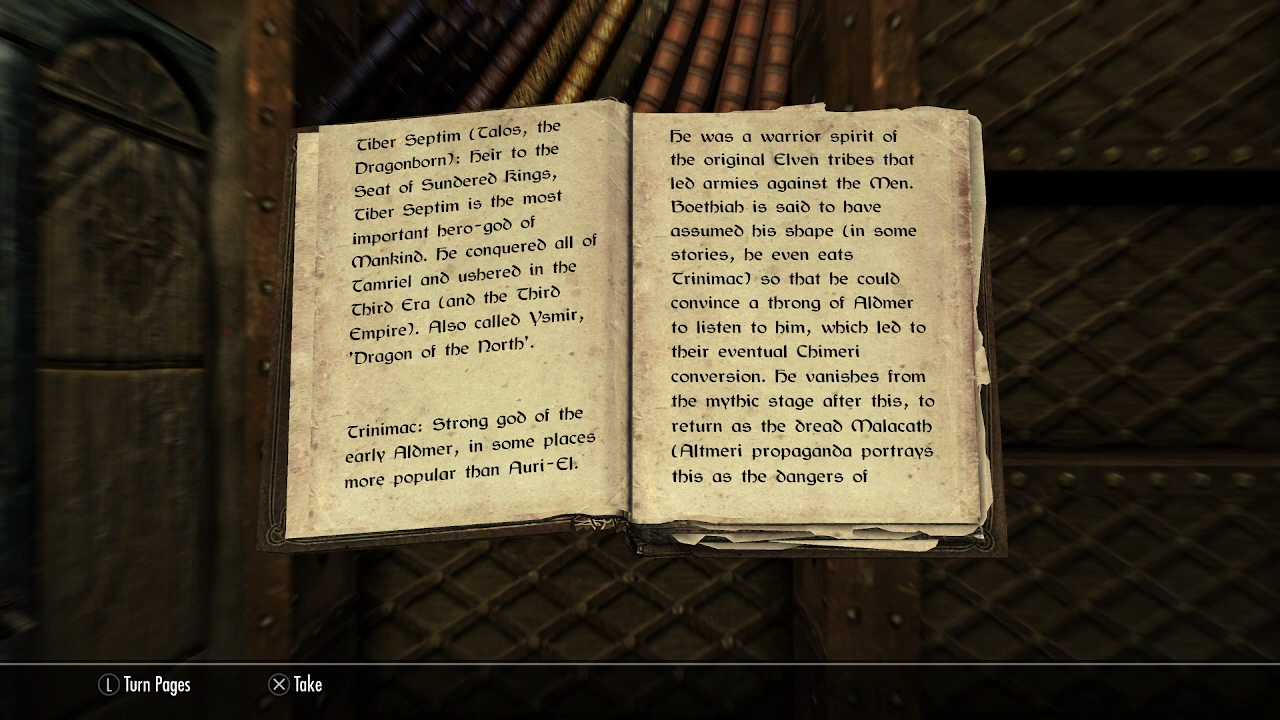 Tiber Septim (Talos, the
Dragonborn): Heir to the
Seat of Sundered Kings,
Tiber Septim is the most
important hero-god of
Mankind. He conquered all of
Tamriel and ushered in the
Third Era (and the Third
Empire). Also called Ysmir,
'Dragon of the North'.
Trinimac: Strong god of the
early Aldmer, in some places
more popular than Auri-El.
He was a warrior spirit of
the original Elven tribes that
led armies against the Men.
Boethiah is said to have
assumed his shape (in some
stories, he even eats
Trinimac) so that he could
convince a throng of Aldmer
to listen to him, which led to
their eventual Chimeri
conversion. He vanishes from
the mythic stage after this, to
return as the dread Malacath
(Altmeri propaganda portrays
this as the dangers of
L Turn Pages
X Take